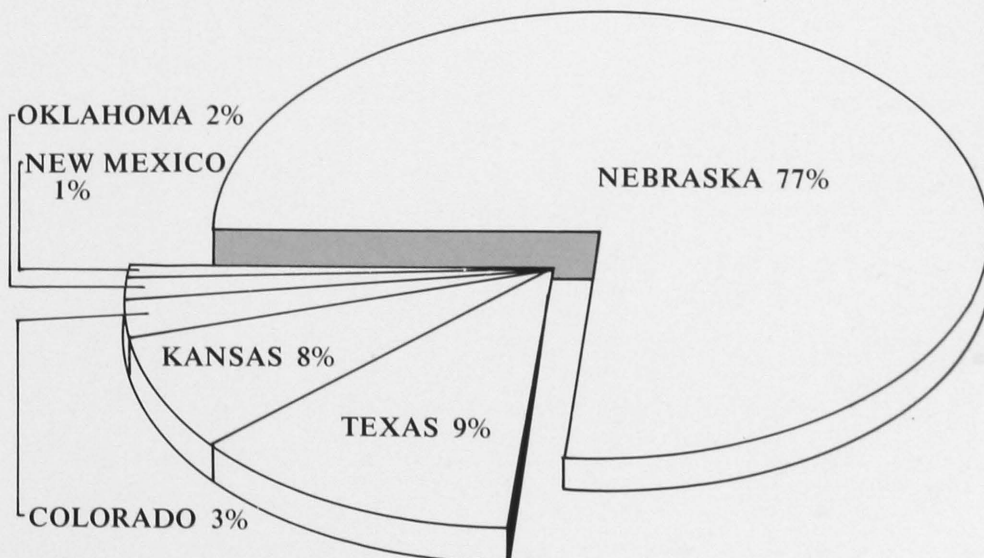 OKLAHOMA 2%
NEW MEXICO
1%
NEBRASKA 77%
KANSAS 8%
TEXAS 9%
COLORADO 3%